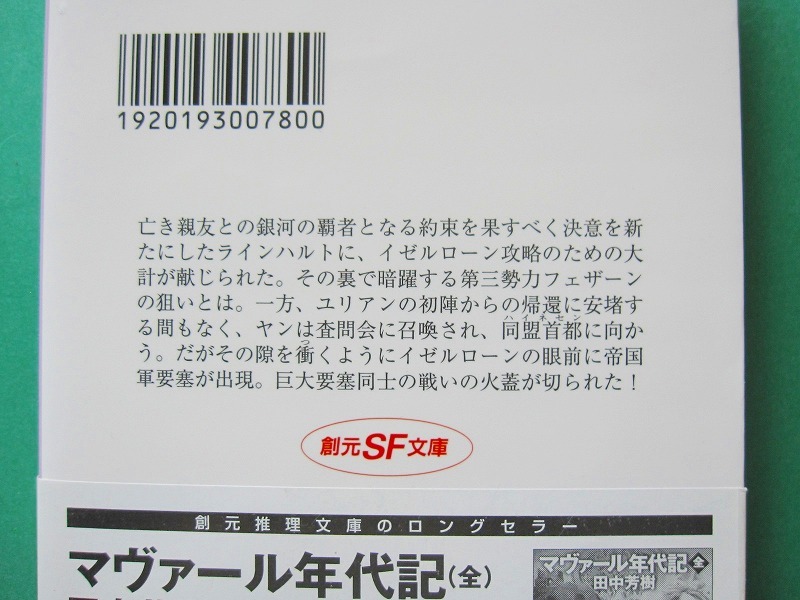 1920193007800
亡き親友との銀河の覇者となる約束を果すべく決意を新
たにしたラインハルトに、イゼルローン攻略のための大
計が献じられた。その裏で暗躍する第三勢力フェザーン
の狙いとは。一方、ユリアンの初陣からの帰還に安堵す
る間もなく、ヤンは査問会に召喚され、同盟首都に向か
ハイネセン
う。だがその隙を衝くようにイゼルローンの眼前に帝国
つ
軍要塞が出現。巨大要塞同士の戦いの火蓋が切られた！
創元SF文庫
創元推理文庫のロングセラー
マヴァール年代記(全)
マヴァール年代記 全
田中芳樹